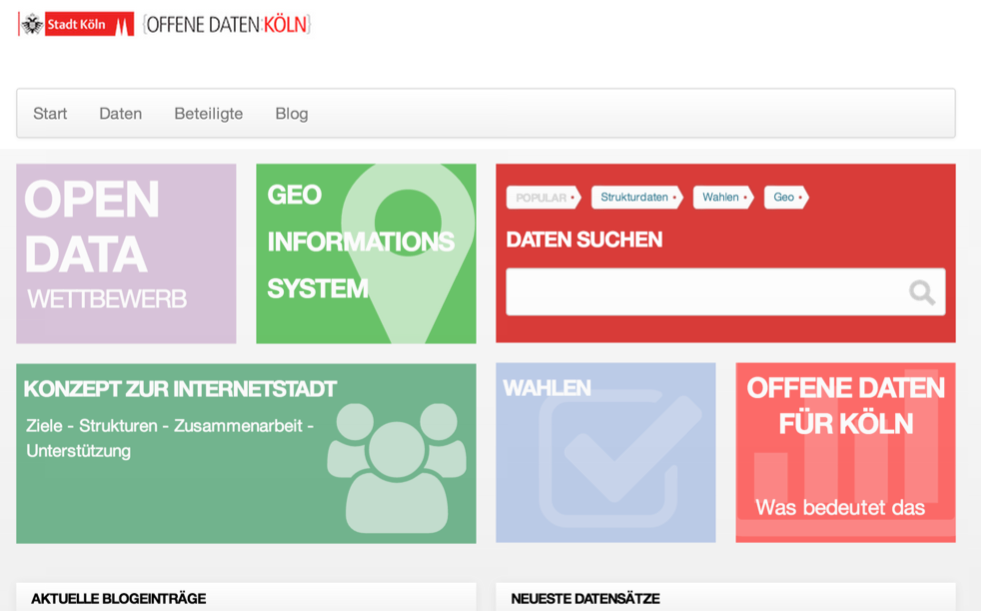 Stadt Köln {OFFENE DATEN:KÖLN}
Start Daten Beteiligte Blog
OPEN
DATA
WETTBEWERB
GEO
INFORMATIONS
SYSTEM
POPULAR Strukturdaten Wahlen Geo
DATEN SUCHEN
KONZEPT ZUR INTERNETSTADT
Ziele - Strukturen - Zusammenarbeit -
Unterstützung
WAHLEN
OFFENE DATEN
FÜR KÖLN
Was bedeutet das
AKTUELLE BLOGEINTRÄGE
NEUESTE DATENSÄTZE